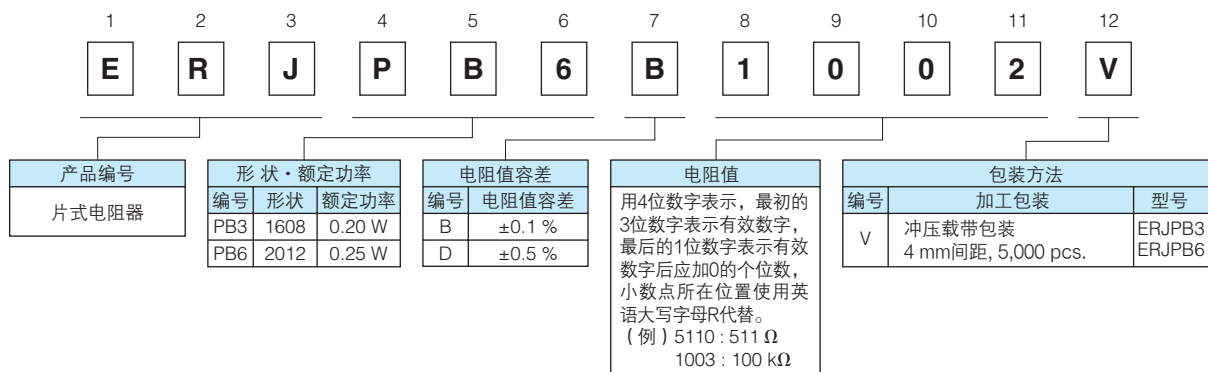 1 2 3 4 5 6 7 8 9 10 11 12
E R J P B 6 B 1 0 0 2 V
产品编号
片式电阻器
形 状・额定功率
编号 形状 额定功率
PB3 1608 0.20 W
PB6 2012 0.25 W
电阻值容差
编号 电阻值容差
B ±0.1 %
D ±0.5 %
电阻值
用4位数字表示，最初的
3位数字表示有效数字，
最后的1位数字表示有效
数字后应加0的个位数，
小数点所在位置使用英
语大写字母R代替。
（例）5110 : 511 Ω
1003 : 100 kΩ
包装方法
编号 加工包装 型号
V 冲压载带包装 ERJPB3
4 mm间距, 5,000 pcs. ERJPB6